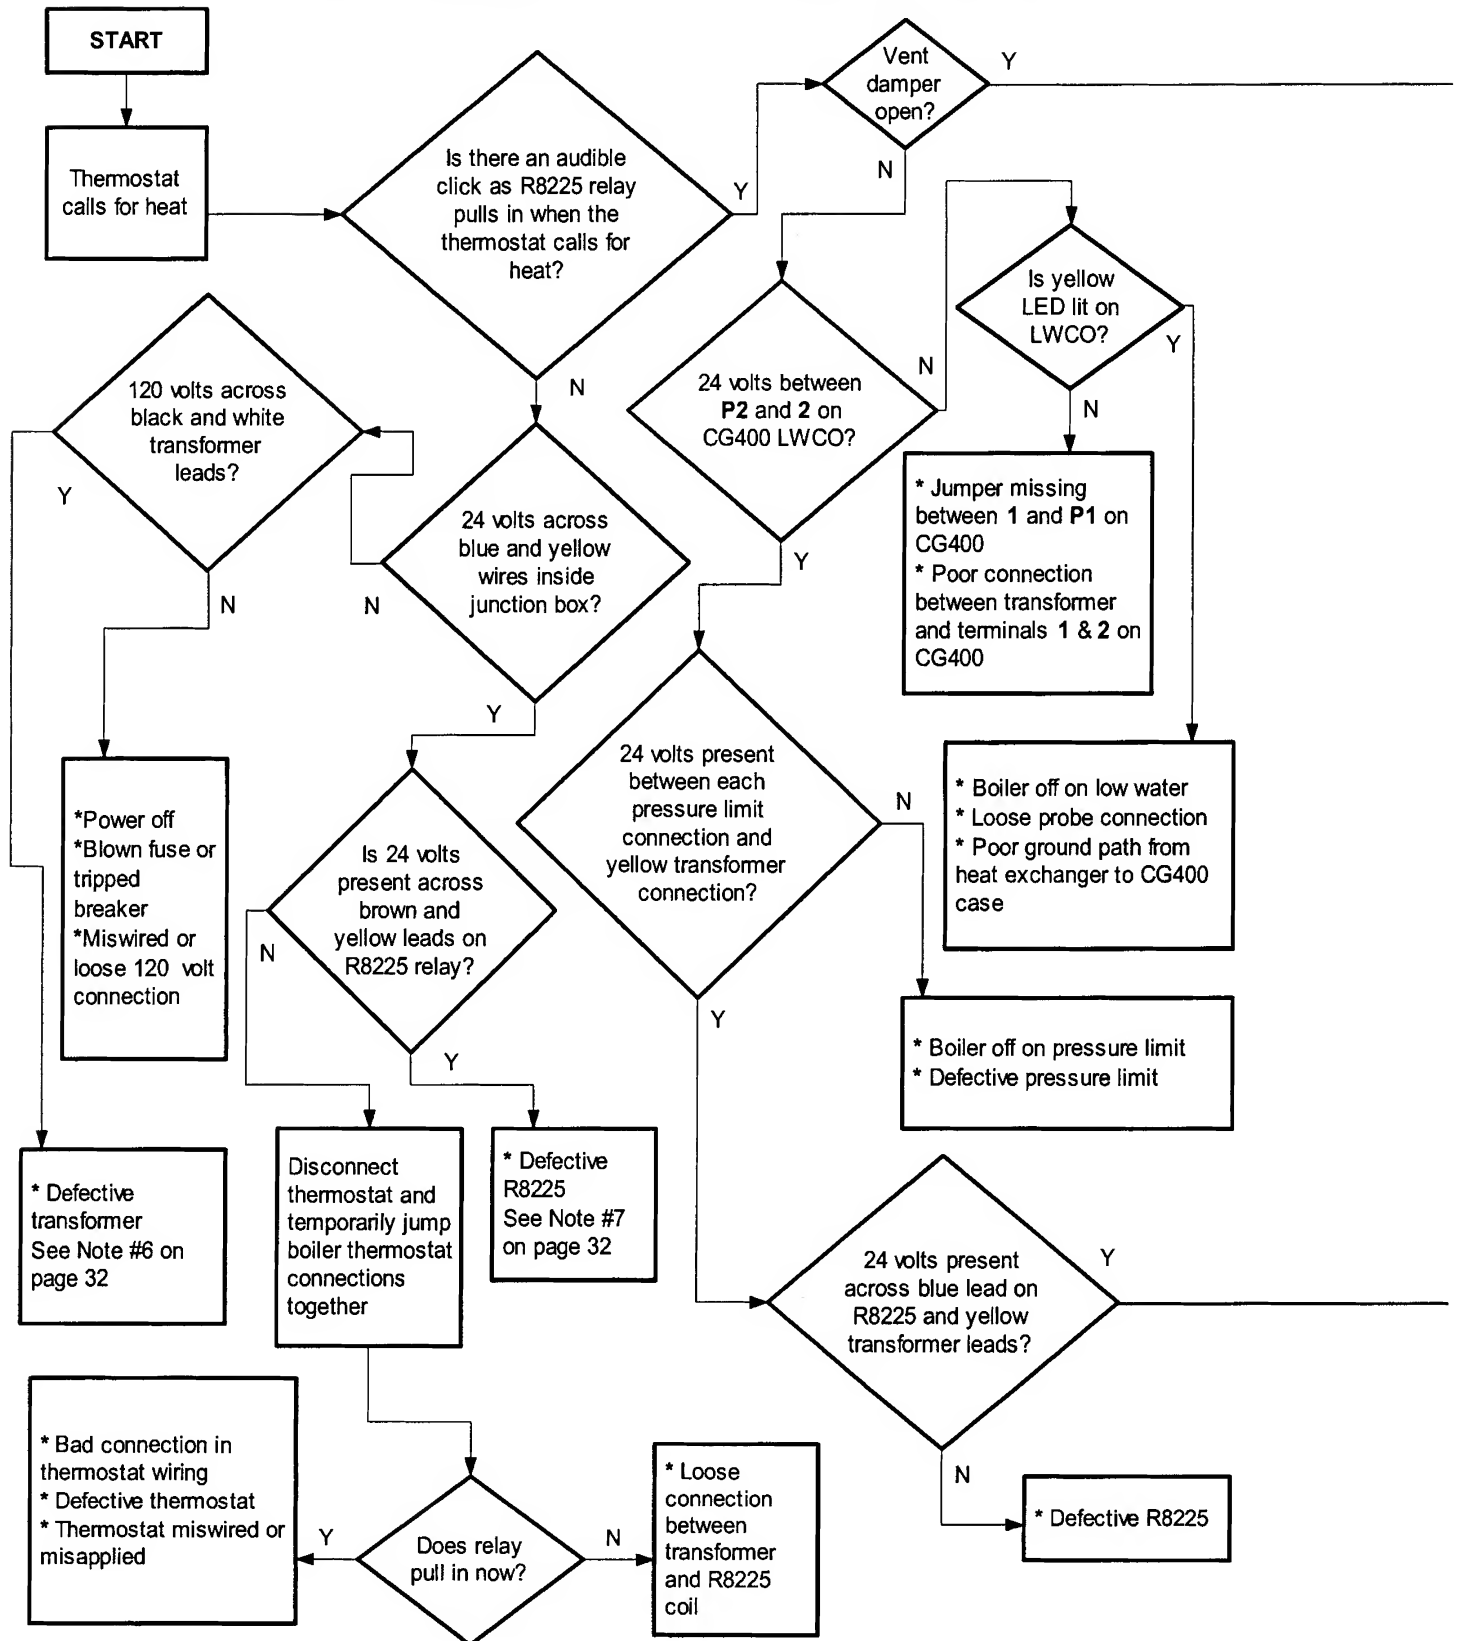 START
Thermostat
calls for heat
Is there an audible
click as R8225 relay
pulls in when the
thermostat calls for
heat?
Y
N
Vent
damper
open?
Y
N
24 volts between
P2 and 2 on
CG400 LWCO?
N
Y
Is yellow
LED lit on
LWCO?
Y
N
* Jumper missing
between 1 and P1 on
CG400
* Poor connection
between transformer
and terminals 1 & 2 on
CG400
* Boiler off on low water
* Loose probe connection
* Poor ground path from
heat exchanger to CG400
case
120 volts across
black and white
transformer
leads?
Y
N
24 volts across
blue and yellow
wires inside
junction box?
N
Y
*Power off
*Blown fuse or
tripped
breaker
*Miswired or
loose 120 volt
connection
* Defective
transformer
See Note #6 on
page 32
Is 24 volts
present across
brown and
yellow leads on
R8225 relay?
N
Y
24 volts present
between each
pressure limit
connection and
yellow transformer
connection?
N
Y
* Boiler off on pressure limit
* Defective pressure limit
Disconnect
thermostat and
temporarily jump
boiler thermostat
connections
together
* Defective
R8225
See Note #7
on page 32
24 volts present
across blue lead on
R8225 and yellow
transformer leads?
Y
N
* Defective R8225
* Bad connection in
thermostat wiring
* Defective thermostat
* Thermostat miswired or
misapplied
Y
Does relay
pull in now?
N
* Loose
connection
between
transformer
and R8225
coil